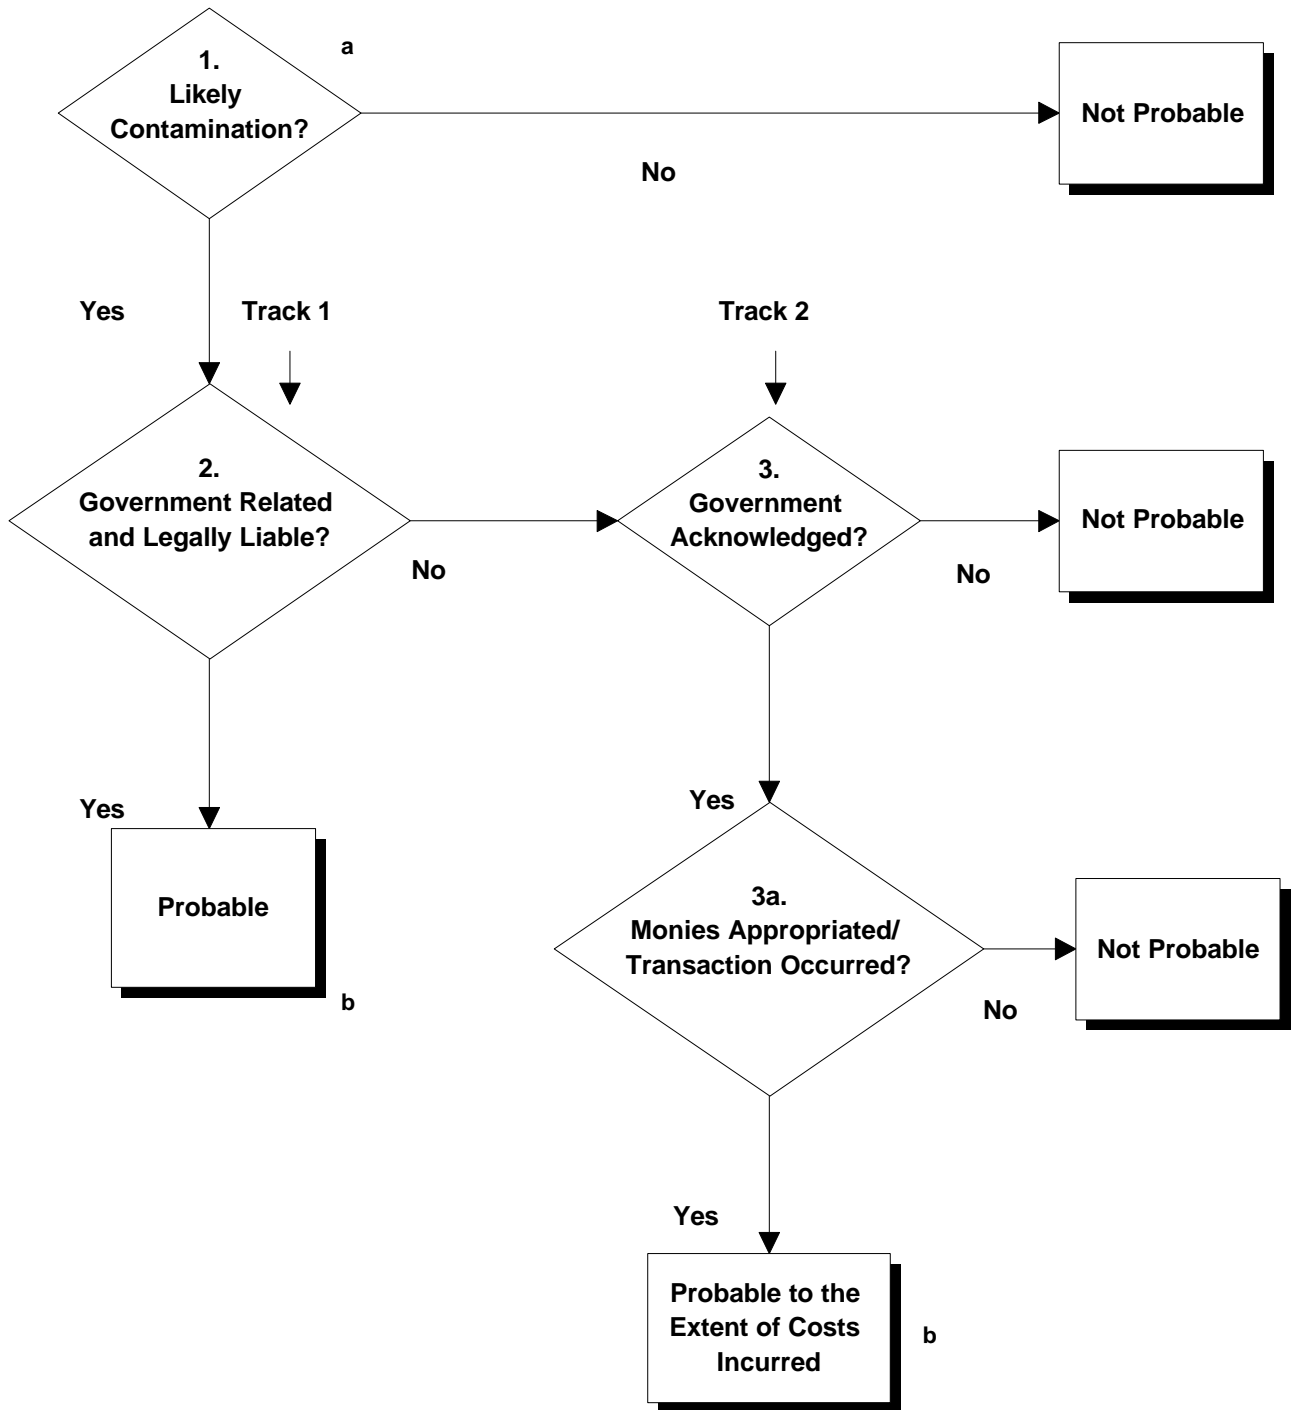 a
1.
Likely
Contamination?
Not Probable
No
Yes
Track 1
Track 2
2.
Government Related
and Legally Liable?
3.
Government
Acknowledged?
Not Probable
No
No
Yes
Yes
Probable
b
3a.
Monies Appropriated/
Transaction Occurred?
Not Probable
No
Yes
Probable to the
Extent of Costs
Incurred
b